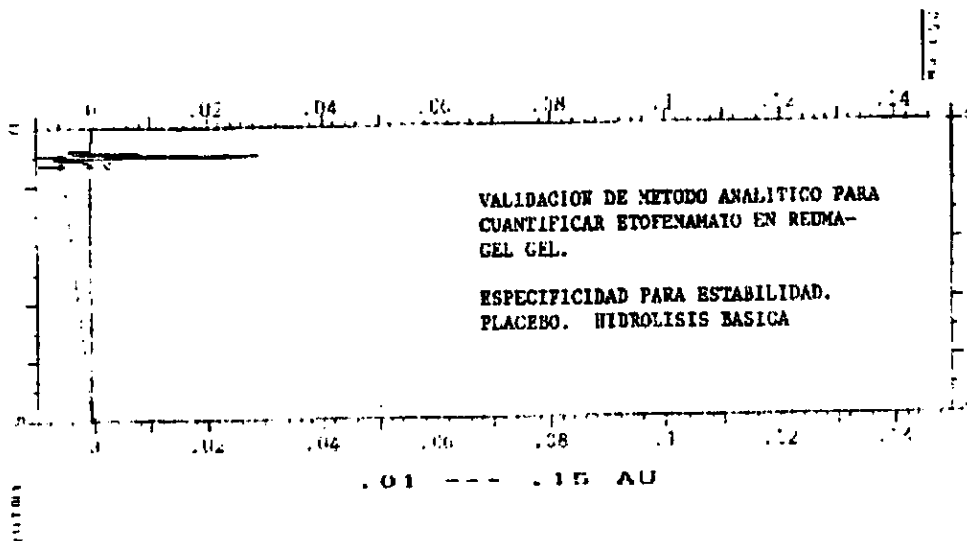 0 .02 .04 .06 .08 .1 .12 .14
VALIDACION DE METODO ANALITICO PARA
CUANTIFICAR ETOFENAMATO EN REUMA-
GEL GEL.
ESPECIFICIDAD PARA ESTABILIDAD.
PLACEBO. HIDROLISIS BASICA
0 .02 .04 .06 .08 .1 .12 .14
.01 --- .15 AU